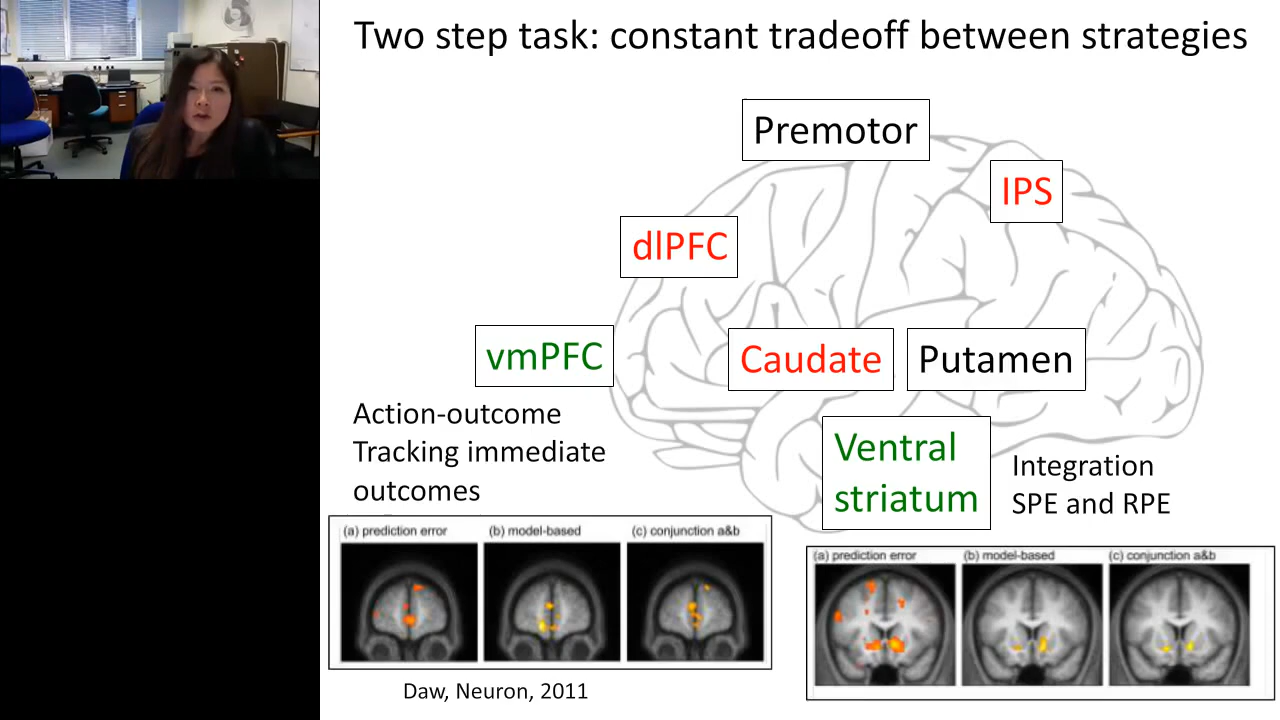 Two step task: constant tradeoff between strategies
Premotor
IPS
dlPFC
vmPFC
Caudate
Putamen
Action-outcome
Tracking immediate
outcomes
Ventral
striatum
Integration
SPE and RPE
(a) prediction error
(b) model-based
(c) conjunction a&b
(a) prediction error
(b) model-based
(c) conjunction a&b
Daw, Neuron, 2011